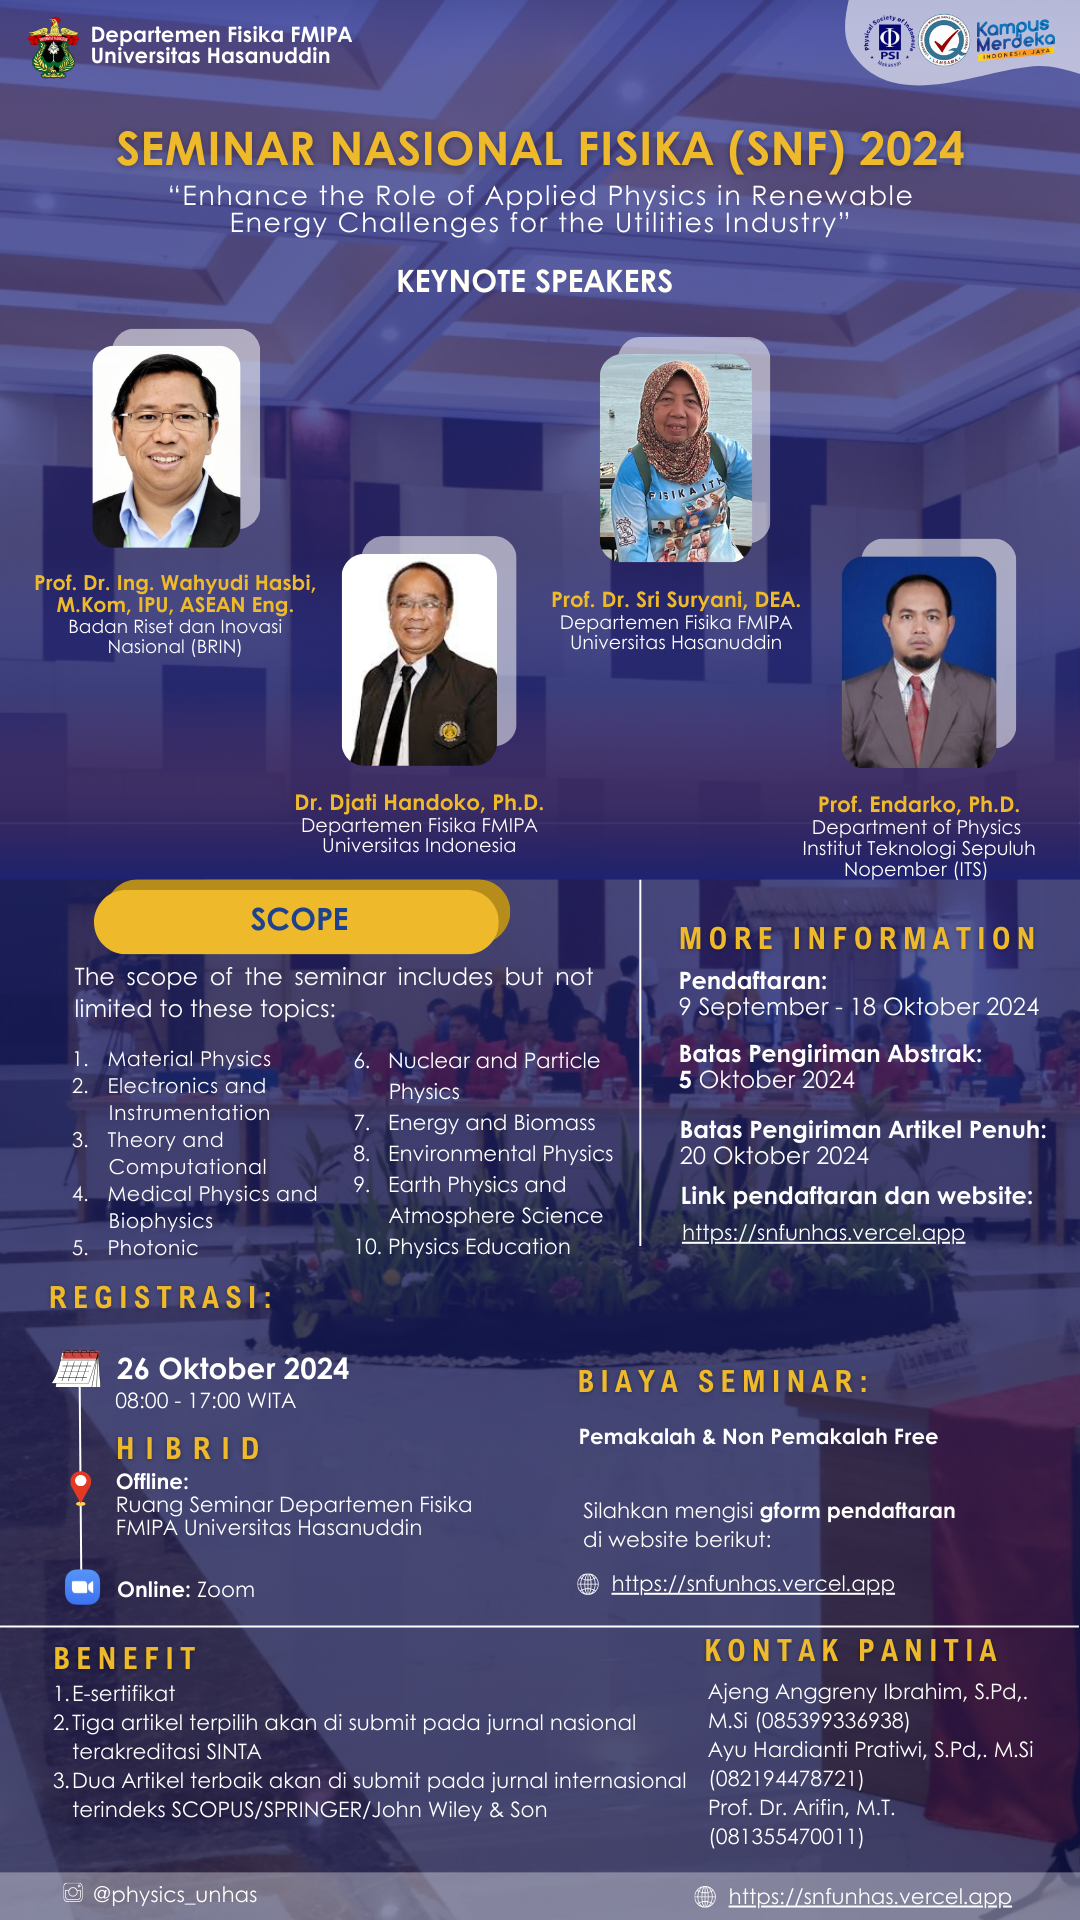 Departemen Fisika FMIPA
Universitas Hasanuddin
Physical Society of Indonesia
PSI
Makassar
LAMSAMA
Kampus
Merdeka
INDONESIA JAYA
SEMINAR NASIONAL FISIKA (SNF) 2024
“Enhance the Role of Applied Physics in Renewable
Energy Challenges for the Utilities Industry”
KEYNOTE SPEAKERS
FISIKA ITB
Prof. Dr. Ing. Wahyudi Hasbi,
M.Kom, IPU, ASEAN Eng.
Badan Riset dan Inovasi
Nasional (BRIN)
Prof. Dr. Sri Suryani, DEA.
Departemen Fisika FMIPA
Universitas Hasanuddin
Dr. Djati Handoko, Ph.D.
Departemen Fisika FMIPA
Universitas Indonesia
Prof. Endarko, Ph.D.
Department of Physics
Institut Teknologi Sepuluh
Nopember (ITS)
SCOPE
The scope of the seminar includes but not
limited to these topics:
1. Material Physics
2. Electronics and
Instrumentation
3. Theory and
Computational
4. Medical Physics and
Biophysics
5. Photonic
6. Nuclear and Particle
Physics
7. Energy and Biomass
8. Environmental Physics
9. Earth Physics and
Atmosphere Science
10. Physics Education
MORE INFORMATION
Pendaftaran:
9 September - 18 Oktober 2024
Batas Pengiriman Abstrak:
5 Oktober 2024
Batas Pengiriman Artikel Penuh:
20 Oktober 2024
Link pendaftaran dan website:
https://snfunhas.vercel.app
REGISTRASI:
26 Oktober 2024
08:00 - 17:00 WITA
HIBRID
Offline:
Ruang Seminar Departemen Fisika
FMIPA Universitas Hasanuddin
Online: Zoom
BIAYA SEMINAR:
Pemakalah & Non Pemakalah Free
Silahkan mengisi gform pendaftaran
di website berikut:
https://snfunhas.vercel.app
BENEFIT
1. E-sertifikat
2. Tiga artikel terpilih akan di submit pada jurnal nasional
terakreditasi SINTA
3. Dua Artikel terbaik akan di submit pada jurnal internasional
terindeks SCOPUS/SPRINGER/John Wiley & Son
KONTAK PANITIA
Ajeng Anggreny Ibrahim, S.Pd,.
M.Si (085399336938)
Ayu Hardianti Pratiwi, S.Pd,. M.Si
(082194478721)
Prof. Dr. Arifin, M.T.
(081355470011)
@physics_unhas
https://snfunhas.vercel.app